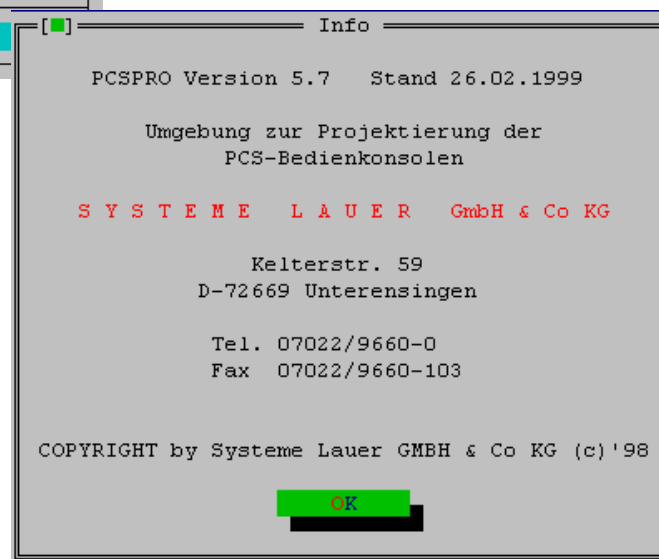 [■] Info
PCSPRO Version 5.7 Stand 26.02.1999
Umgebung zur Projektierung der
PCS-Bedienkonsolen
S Y S T E M E L A U E R GmbH & Co KG
Kelterstr. 59
D-72669 Unterensingen
Tel. 07022/9660-0
Fax 07022/9660-103
COPYRIGHT by Systeme Lauer GMBH & Co KG (c)'98
OK